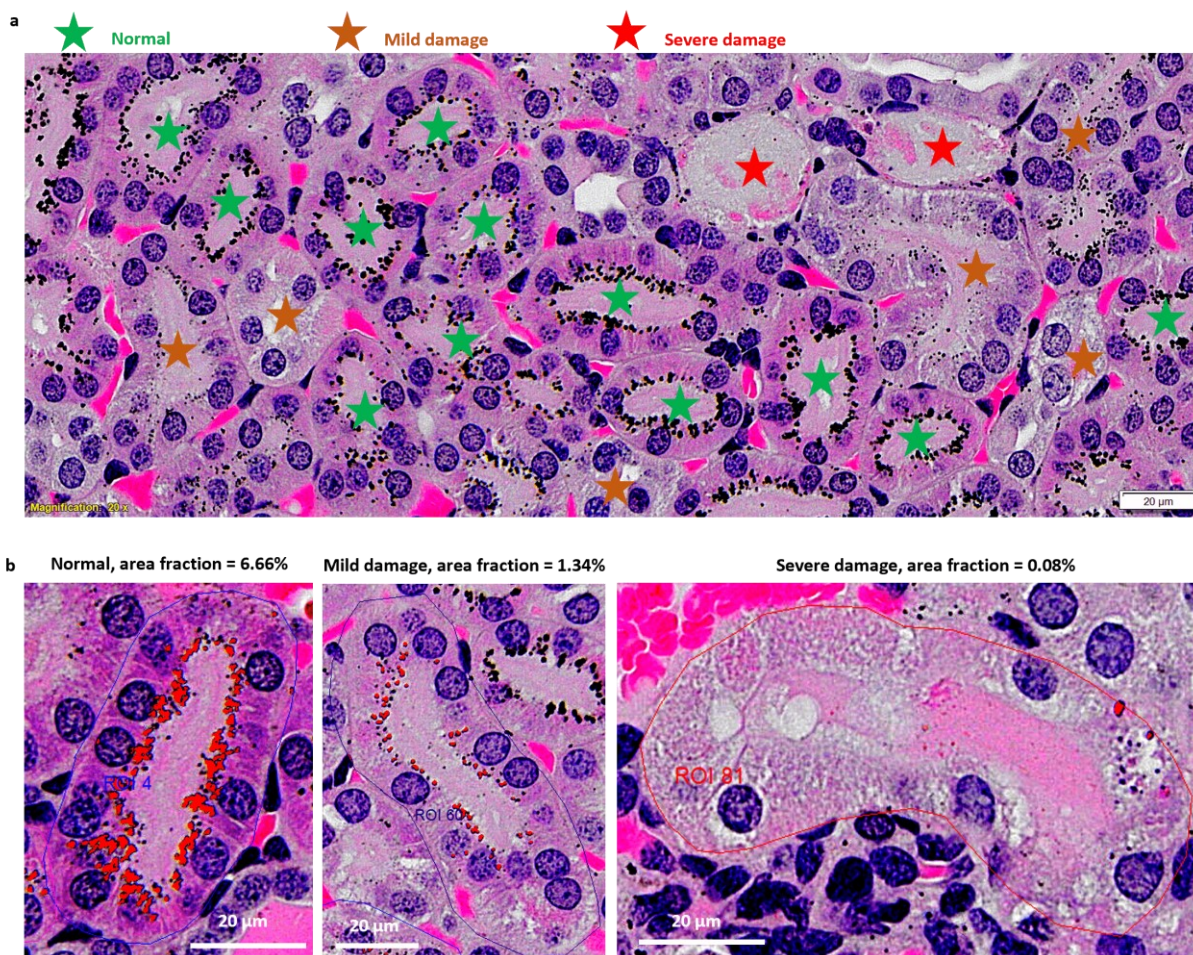 a
Normal
Mild damage
Severe damage
Magnification: 20 x
20 µm
b
Normal, area fraction = 6.66%
Mild damage, area fraction = 1.34%
Severe damage, area fraction = 0.08%
ROI 4
ROI 60
ROI 81
20 µm
20 µm
20 µm